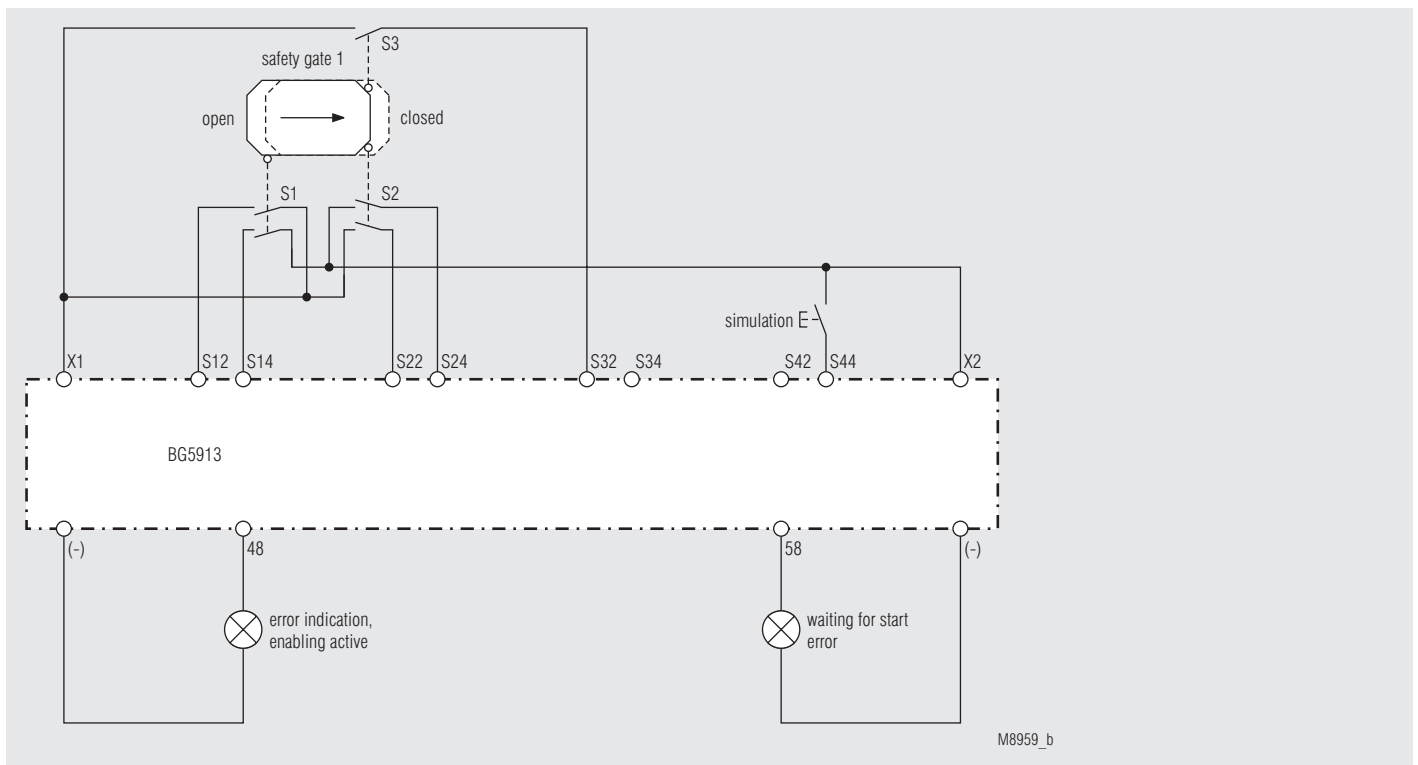 S3
safety gate 1
open
closed
S1
S2
simulation
X1
S12
S14
S22
S24
S32
S34
S42
S44
X2
BG5913
(-)
48
58
(-)
error indication,
enabling active
waiting for start
error
M8959_b